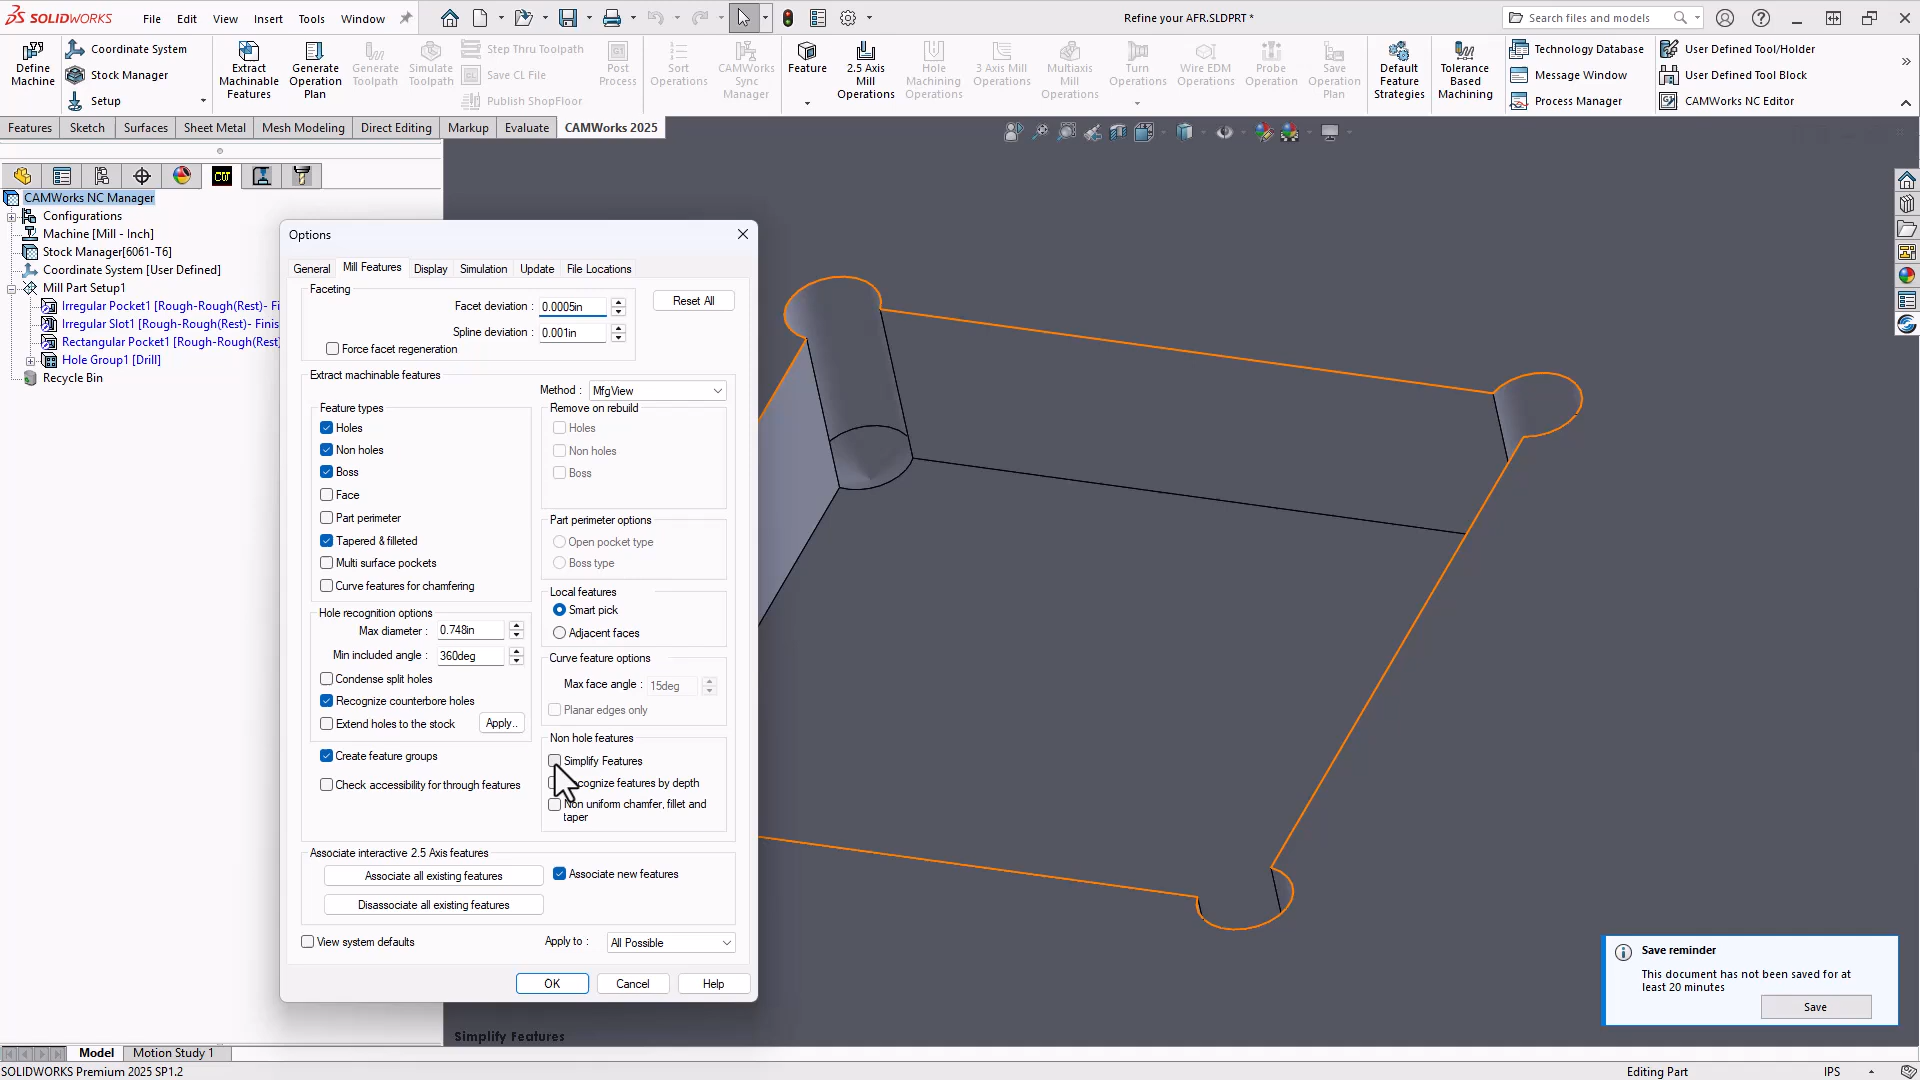 SOLIDWORKS
File Edit View Insert Tools Window
Refine your AFR.SLDPRT *
Search files and models
Define Machine
Coordinate System
Stock Manager
Setup
Extract Machinable Features
Generate Operation Plan
Generate Toolpath
Simulate Toolpath
Step Thru Toolpath
Save CL File
Publish ShopFloor
Post Process
Sort Operations
CAMWorks Sync Manager
Feature
2.5 Axis Mill Operations
Hole Machining Operations
3 Axis Mill Operations
Multiaxis Mill Operations
Turn Operations
Wire EDM Operations
Probe Operation
Save Operation Plan
Default Feature Strategies
Tolerance Based Machining
Technology Database
Message Window
Process Manager
User Defined Tool/Holder
User Defined Tool Block
CAMWorks NC Editor
Features Sketch Surfaces Sheet Metal Mesh Modeling Direct Editing Markup Evaluate CAMWorks 2025
CAMWorks NC Manager
Configurations
Machine [Mill - Inch]
Stock Manager[6061-T6]
Coordinate System [User Defined]
Mill Part Setup1
Irregular Pocket1 [Rough-Rough(Rest)- Fi
Irregular Slot1 [Rough-Rough(Rest)- Finis
Rectangular Pocket1 [Rough-Rough(Rest
Hole Group1 [Drill]
Recycle Bin
Options
General Mill Features Display Simulation Update File Locations
Faceting
Facet deviation : 0.0005in
Reset All
Spline deviation : 0.001in
Force facet regeneration
Extract machinable features
Method : MfgView
Feature types
Holes
Non holes
Boss
Face
Part perimeter
Tapered & filleted
Multi surface pockets
Curve features for chamfering
Remove on rebuild
Holes
Non holes
Boss
Part perimeter options
Open pocket type
Boss type
Local features
Smart pick
Adjacent faces
Hole recognition options
Max diameter : 0.748in
Min included angle : 360deg
Condense split holes
Recognize counterbore holes
Extend holes to the stock Apply..
Create feature groups
Check accessibility for through features
Curve feature options
Max face angle : 15deg
Planar edges only
Non hole features
Simplify Features
cognize features by depth
Non uniform chamfer, fillet and
taper
Associate interactive 2.5 Axis features
Associate all existing features
Associate new features
Disassociate all existing features
View system defaults
Apply to : All Possible
OK Cancel Help
Save reminder
This document has not been saved for at
least 20 minutes
Save
Simplify Features
Model Motion Study 1
SOLIDWORKS Premium 2025 SP1.2
Editing Part IPS